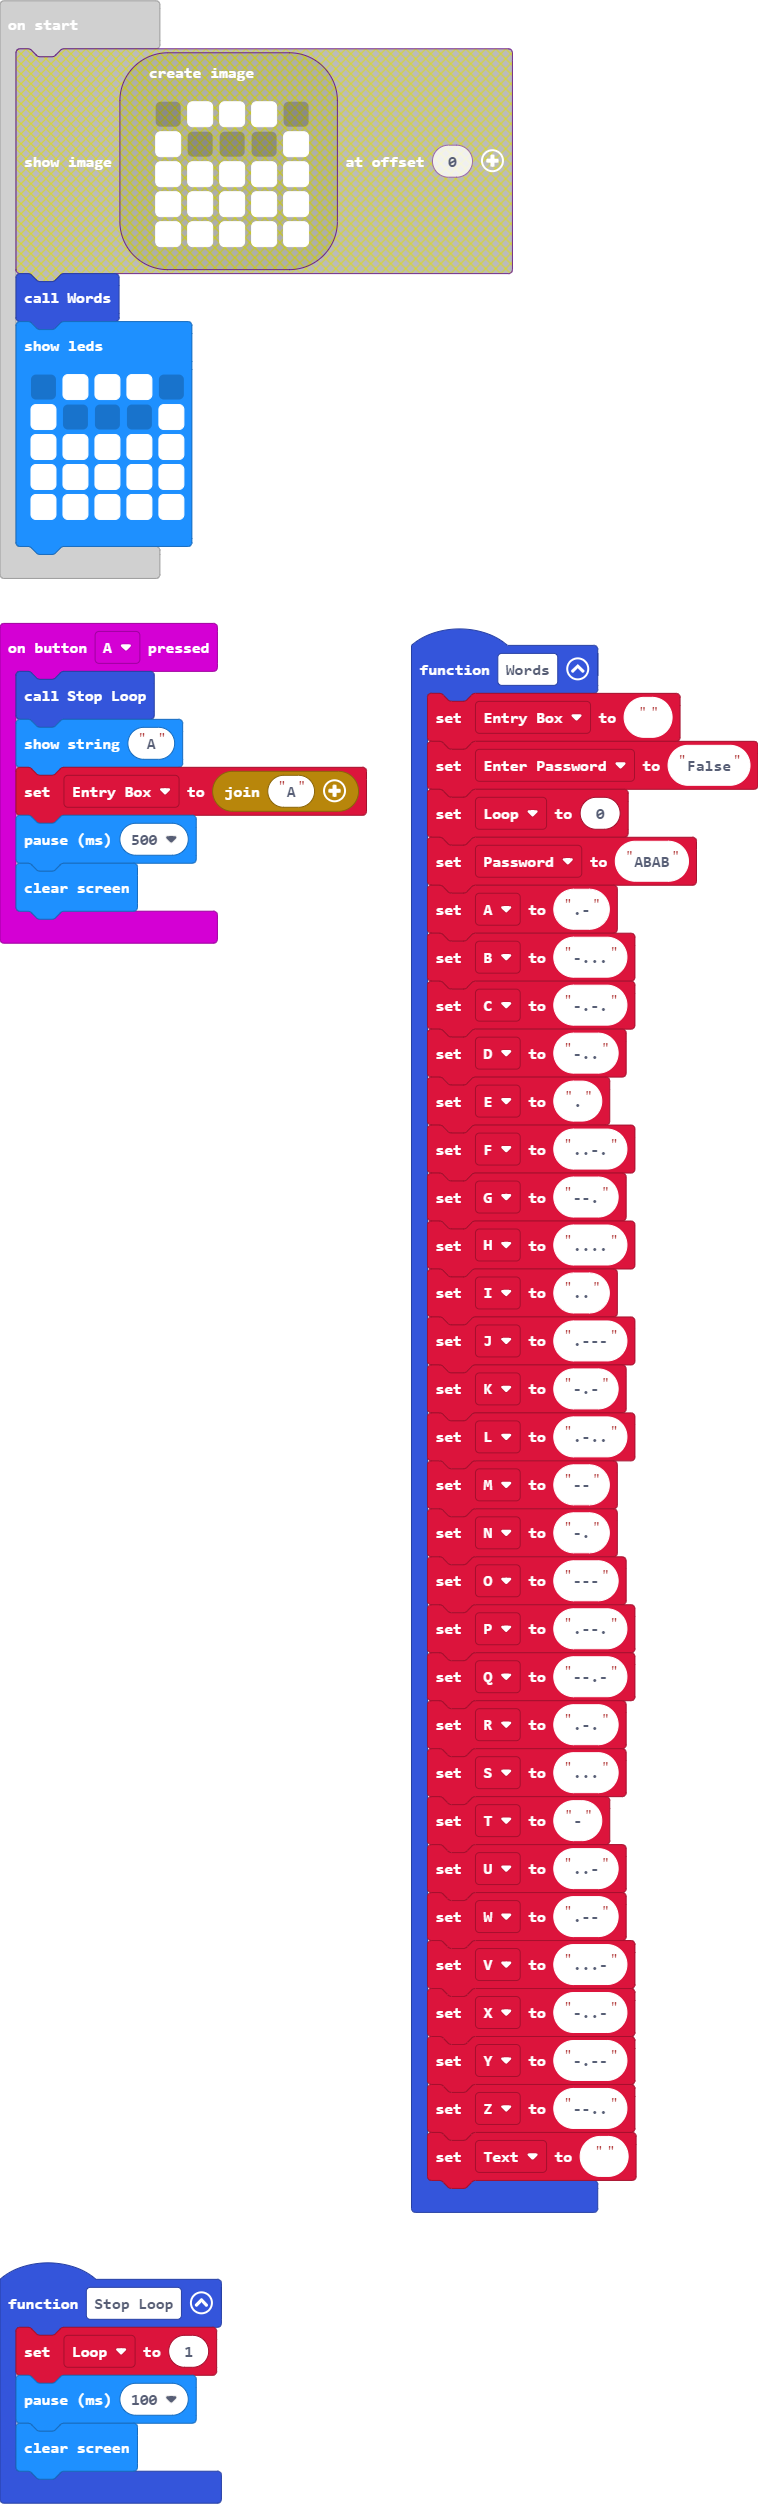 on start
create image
show image
at offset 0
call Words
show leds
on button A pressed
call Stop Loop
show string "A"
set Entry Box to join "A"
pause (ms) 500
clear screen
function Words
set Entry Box to " "
set Enter Password to "False"
set Loop to 0
set Password to "ABAB"
set A to ".-"
set B to "-..."
set C to "-.-."
set D to "-.."
set E to "."
set F to "..-."
set G to "--."
set H to "...."
set I to ".."
set J to ".---"
set K to "-.-"
set L to ".-.."
set M to "--"
set N to "-."
set O to "---"
set P to ".--."
set Q to "--.-"
set R to ".-."
set S to "..."
set T to "-"
set U to "..-"
set W to ".--"
set V to "...-"
set X to "-..-"
set Y to "-.--"
set Z to "--.."
set Text to " "
function Stop Loop
set Loop to 1
pause (ms) 100
clear screen